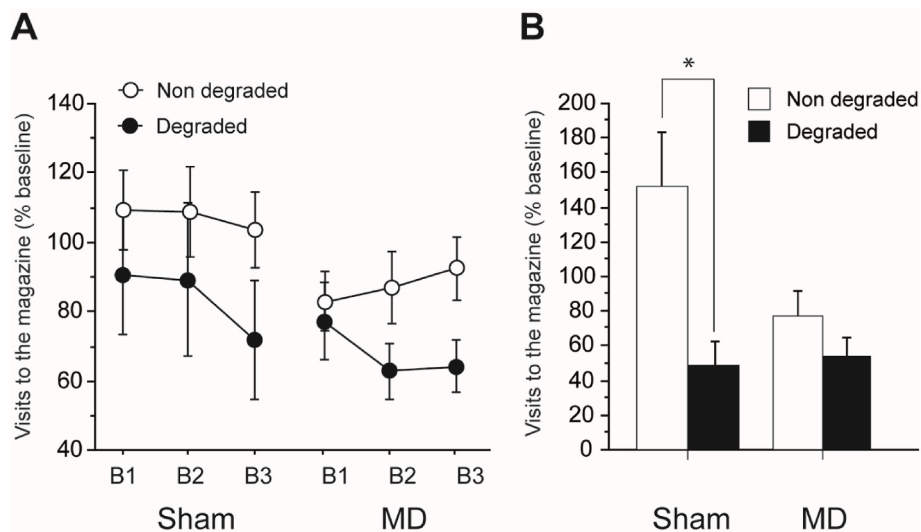 A
Non degraded
Degraded
Visits to the magazine (% baseline)
140
120
100
80
60
40
B1 B2 B3 B1 B2 B3
Sham MD
B
*
Non degraded
Degraded
Visits to the magazine (% baseline)
200
180
160
140
120
100
80
60
40
20
0
Sham MD